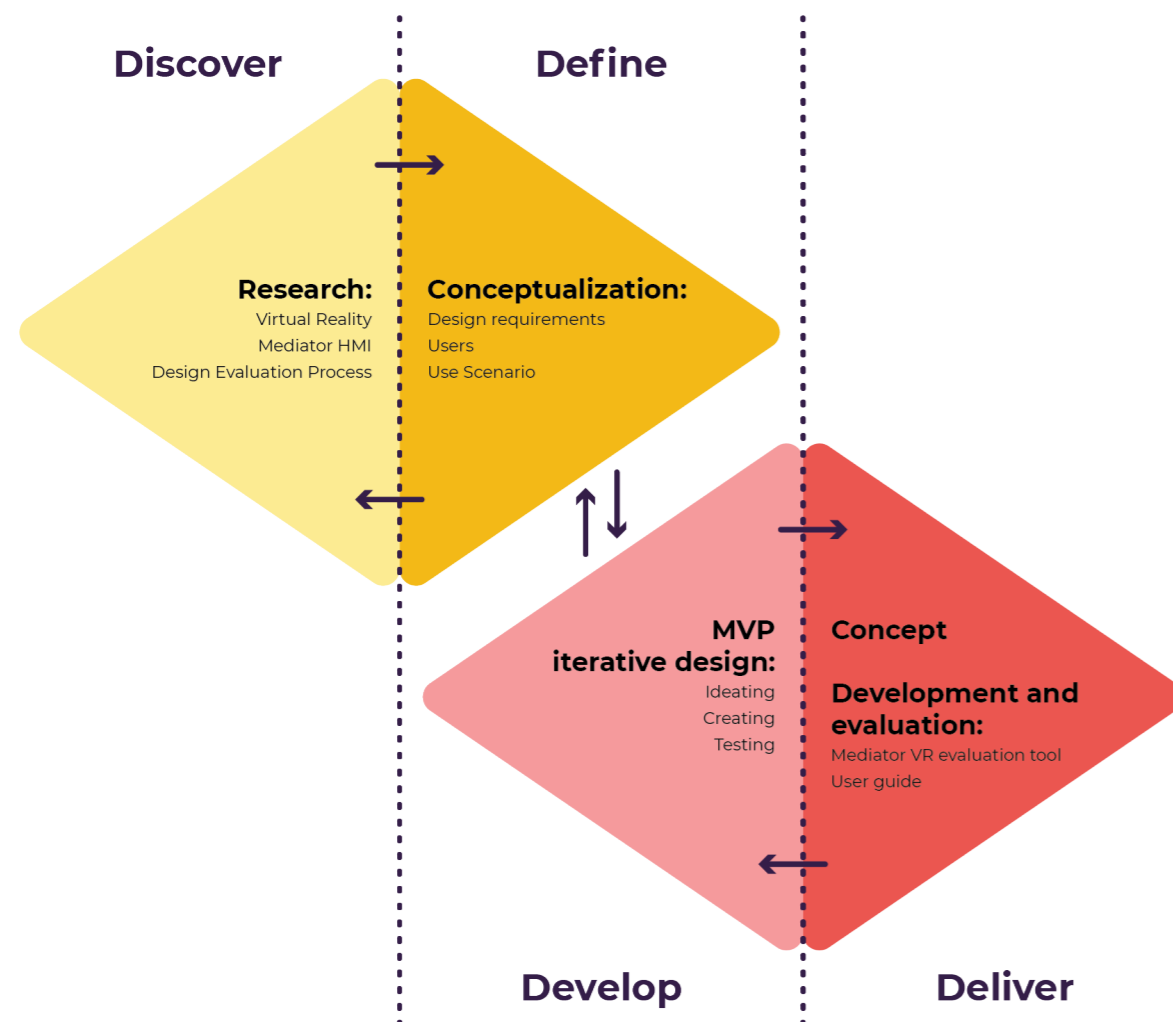 Discover
Define
Research:
Virtual Reality
Mediator HMI
Design Evaluation Process
Conceptualization:
Design requirements
Users
Use Scenario
MVP
iterative design:
Ideating
Creating
Testing
Concept
Development and
evaluation:
Mediator VR evaluation tool
User guide
Develop
Deliver